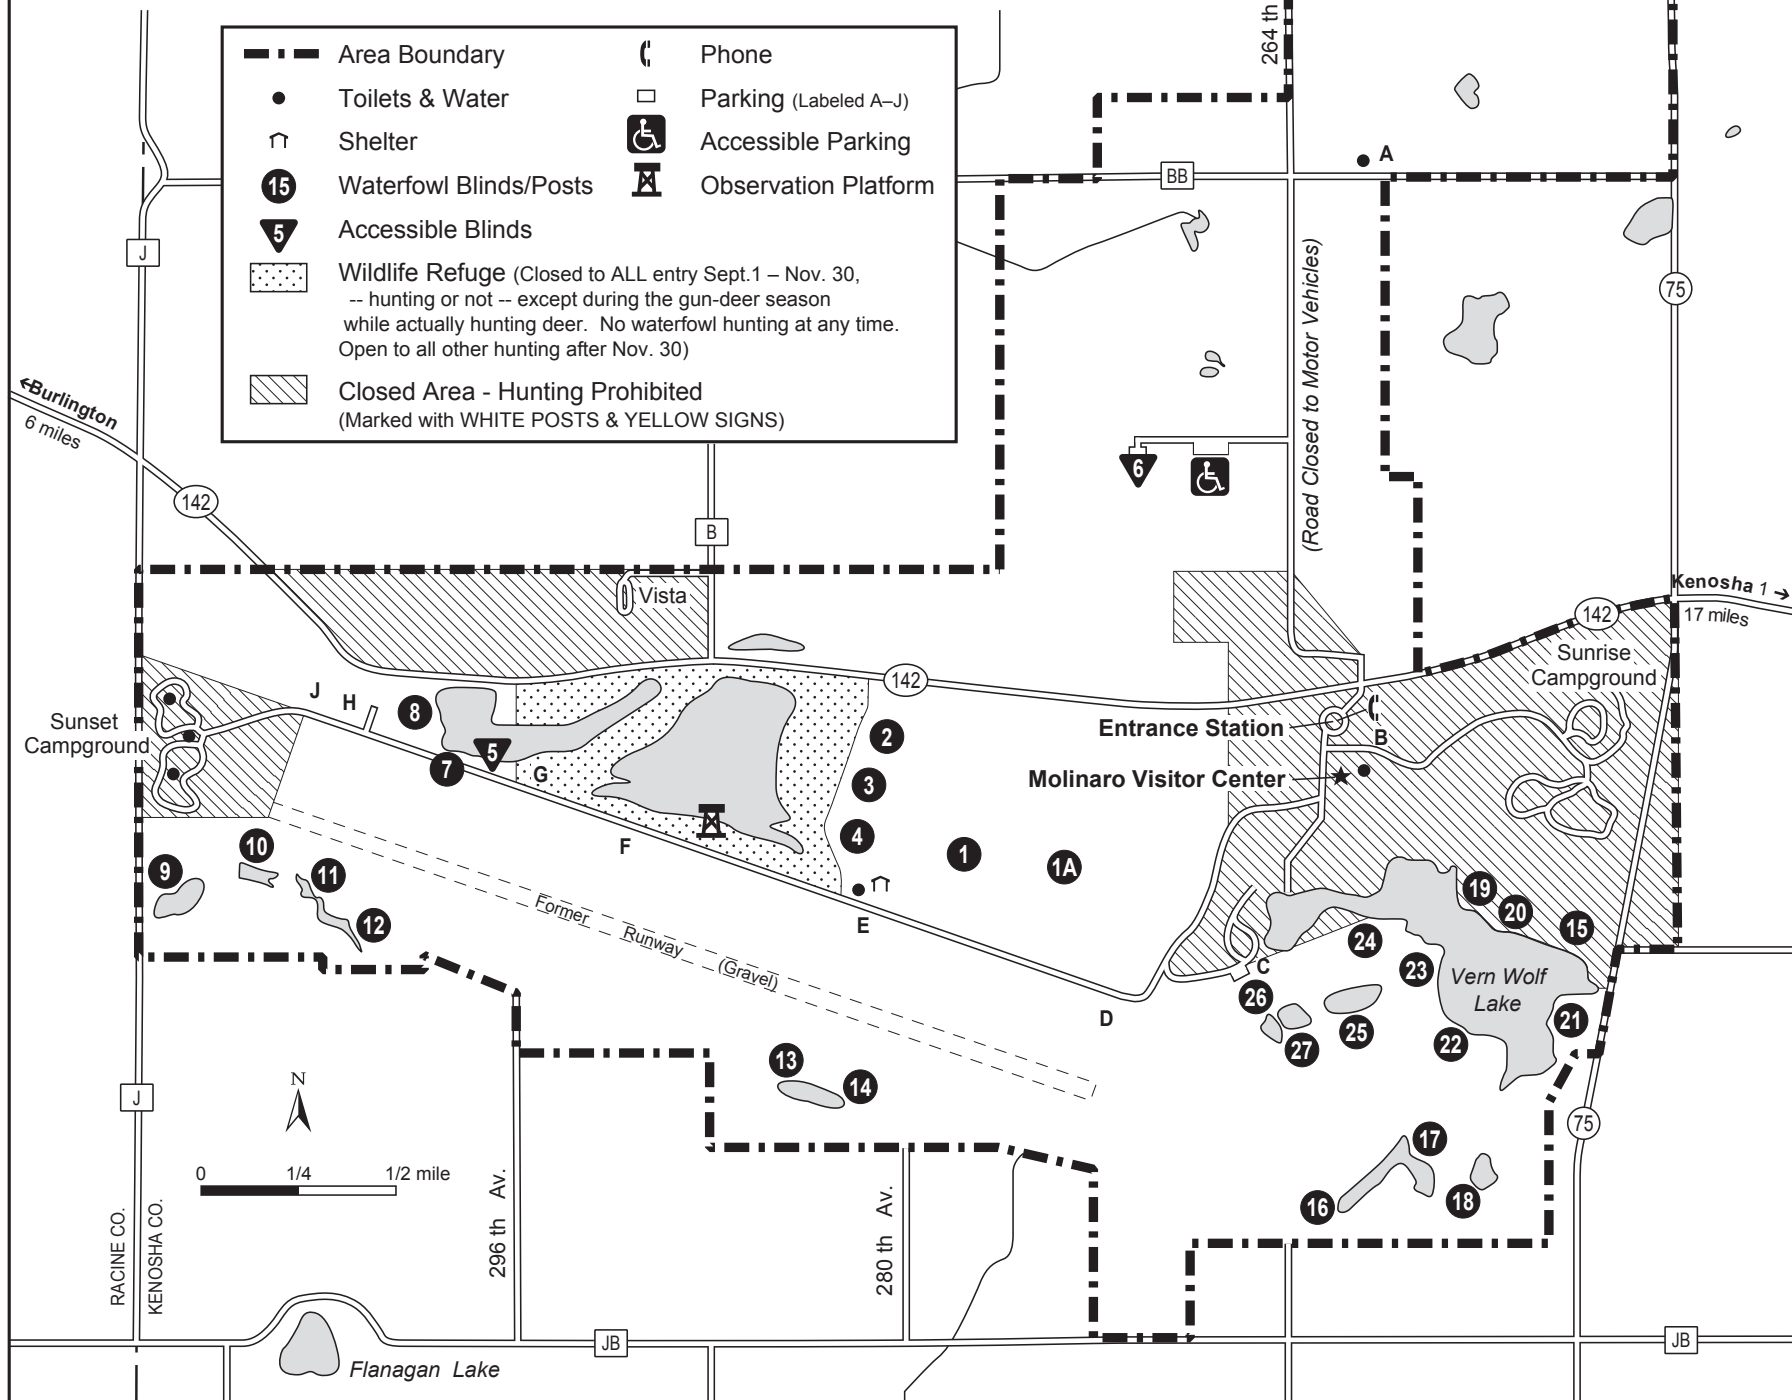 Area Boundary
Toilets & Water
Shelter
15 Waterfowl Blinds/Posts
5 Accessible Blinds
Wildlife Refuge (Closed to ALL entry Sept.1 – Nov. 30,
-- hunting or not -- except during the gun-deer season
while actually hunting deer. No waterfowl hunting at any time.
Open to all other hunting after Nov. 30)
Closed Area - Hunting Prohibited
(Marked with WHITE POSTS & YELLOW SIGNS)
Phone
Parking (Labeled A–J)
Accessible Parking
Observation Platform
264 th
A
BB
J
75
(Road Closed to Motor Vehicles)
←Burlington
6 miles
142
B
6
Vista
Kenosha 1 →
17 miles
142
Sunrise
Campground
142
J
H
8
Sunset
Campground
7
5
G
2
3
4
Entrance Station
B
Molinaro Visitor Center
F
1
1A
E
9
10
11
12
Former
Runway
(Gravel)
19
20
15
24
23
Vern Wolf
Lake
C
26
D
25
27
22
21
13
14
N
J
75
0
1/4
1/2 mile
17
16
18
RACINE CO.
KENOSHA CO.
296 th Av.
280 th Av.
JB
JB
Flanagan Lake